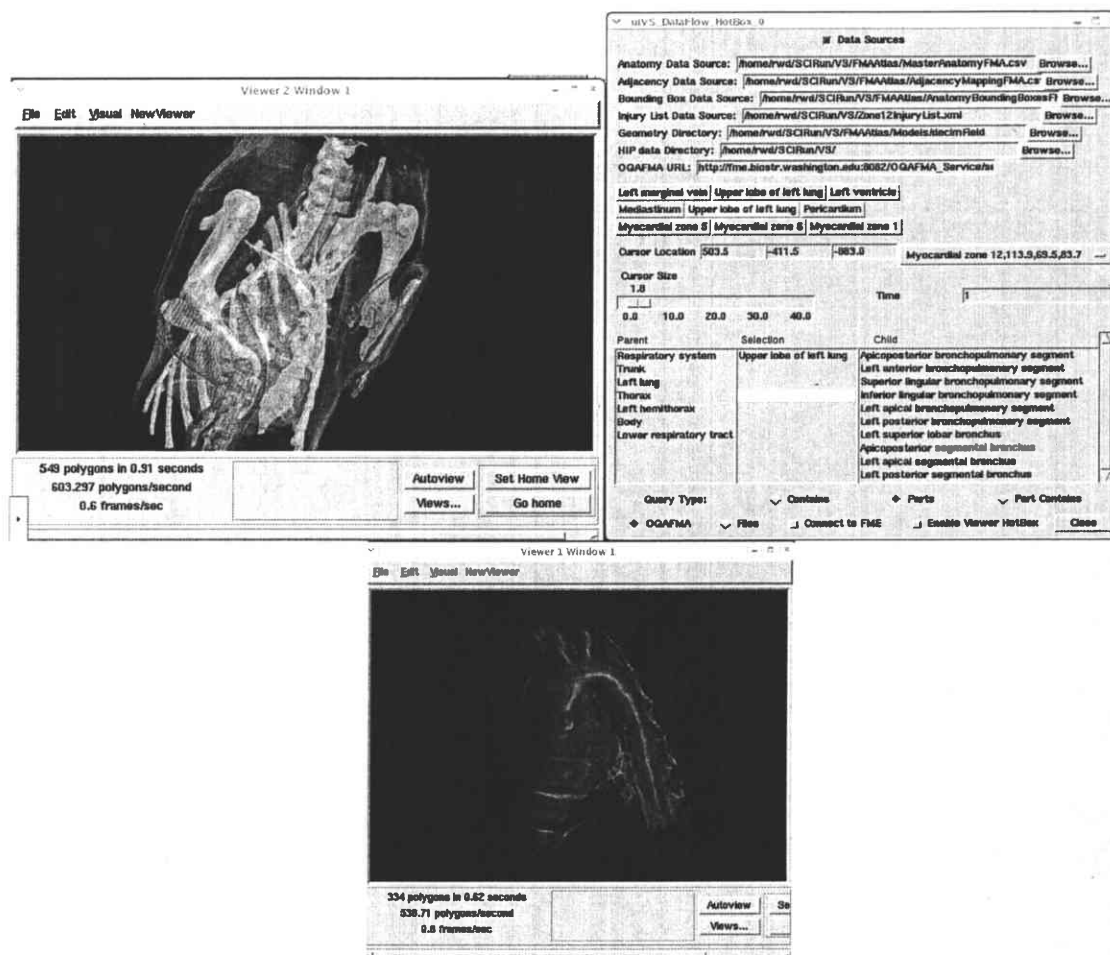 Viewer 2 Window 1
File Edit Visual NewViewer
549 polygons in 0.91 seconds
603.297 polygons/second
0.6 frames/sec
Autoview
Views...
Set Home View
Go home
uiVS_DataFlow_HotBox_0
Data Sources
Anatomy Data Source: /home/rwd/SCIRun/VS/FMAAtlas/MasterAnatomyFMA.csv Browse...
Adjacency Data Source: /home/rwd/SCIRun/VS/FMAAtlas/AdjacencyMappingFMA.cs Browse...
Bounding Box Data Source: /home/rwd/SCIRun/VS/FMAAtlas/AnatomyBoundingBoxesF Browse...
Injury List Data Source: /home/rwd/SCIRun/VS/Zone12InjuryList.xml Browse...
Geometry Directory: /home/rwd/SCIRun/VS/FMAAtlas/Models/decimField Browse...
HIP data Directory: /home/rwd/SCIRun/VS/ Browse...
OQAFMA URL: http://fme.biostr.washington.edu:8082/OQAFMA_Service/se
Left marginal vein Upper lobe of left lung Left ventricle
Mediastinum Upper lobe of left lung Pericardium
Myocardial zone 5 Myocardial zone 6 Myocardial zone 1
Cursor Location 503.5 -411.5 -883.0 Myocardial zone 12,113.9,69.5,83.7
Cursor Size
1.8
Time 1
0.0 10.0 20.0 30.0 40.0
Parent Selection Child
Respiratory system Upper lobe of left lung Apicoposterior bronchopulmonary segment
Trunk Left anterior bronchopulmonary segment
Left lung Superior lingular bronchopulmonary segment
Thorax Inferior lingular bronchopulmonary segment
Left hemithorax Left apical bronchopulmonary segment
Body Left posterior bronchopulmonary segment
Lower respiratory tract Left superior lobar bronchus
Apicoposterior segmental bronchus
Left apical segmental bronchus
Left posterior segmental bronchus
Query Type: Contains Parts Part Contains
OQAFMA Files Connect to FME Enable Viewer HotBox Close
Viewer 1 Window 1
File Edit Visual NewViewer
334 polygons in 0.62 seconds
538.71 polygons/second
Autoview
Se
Views...